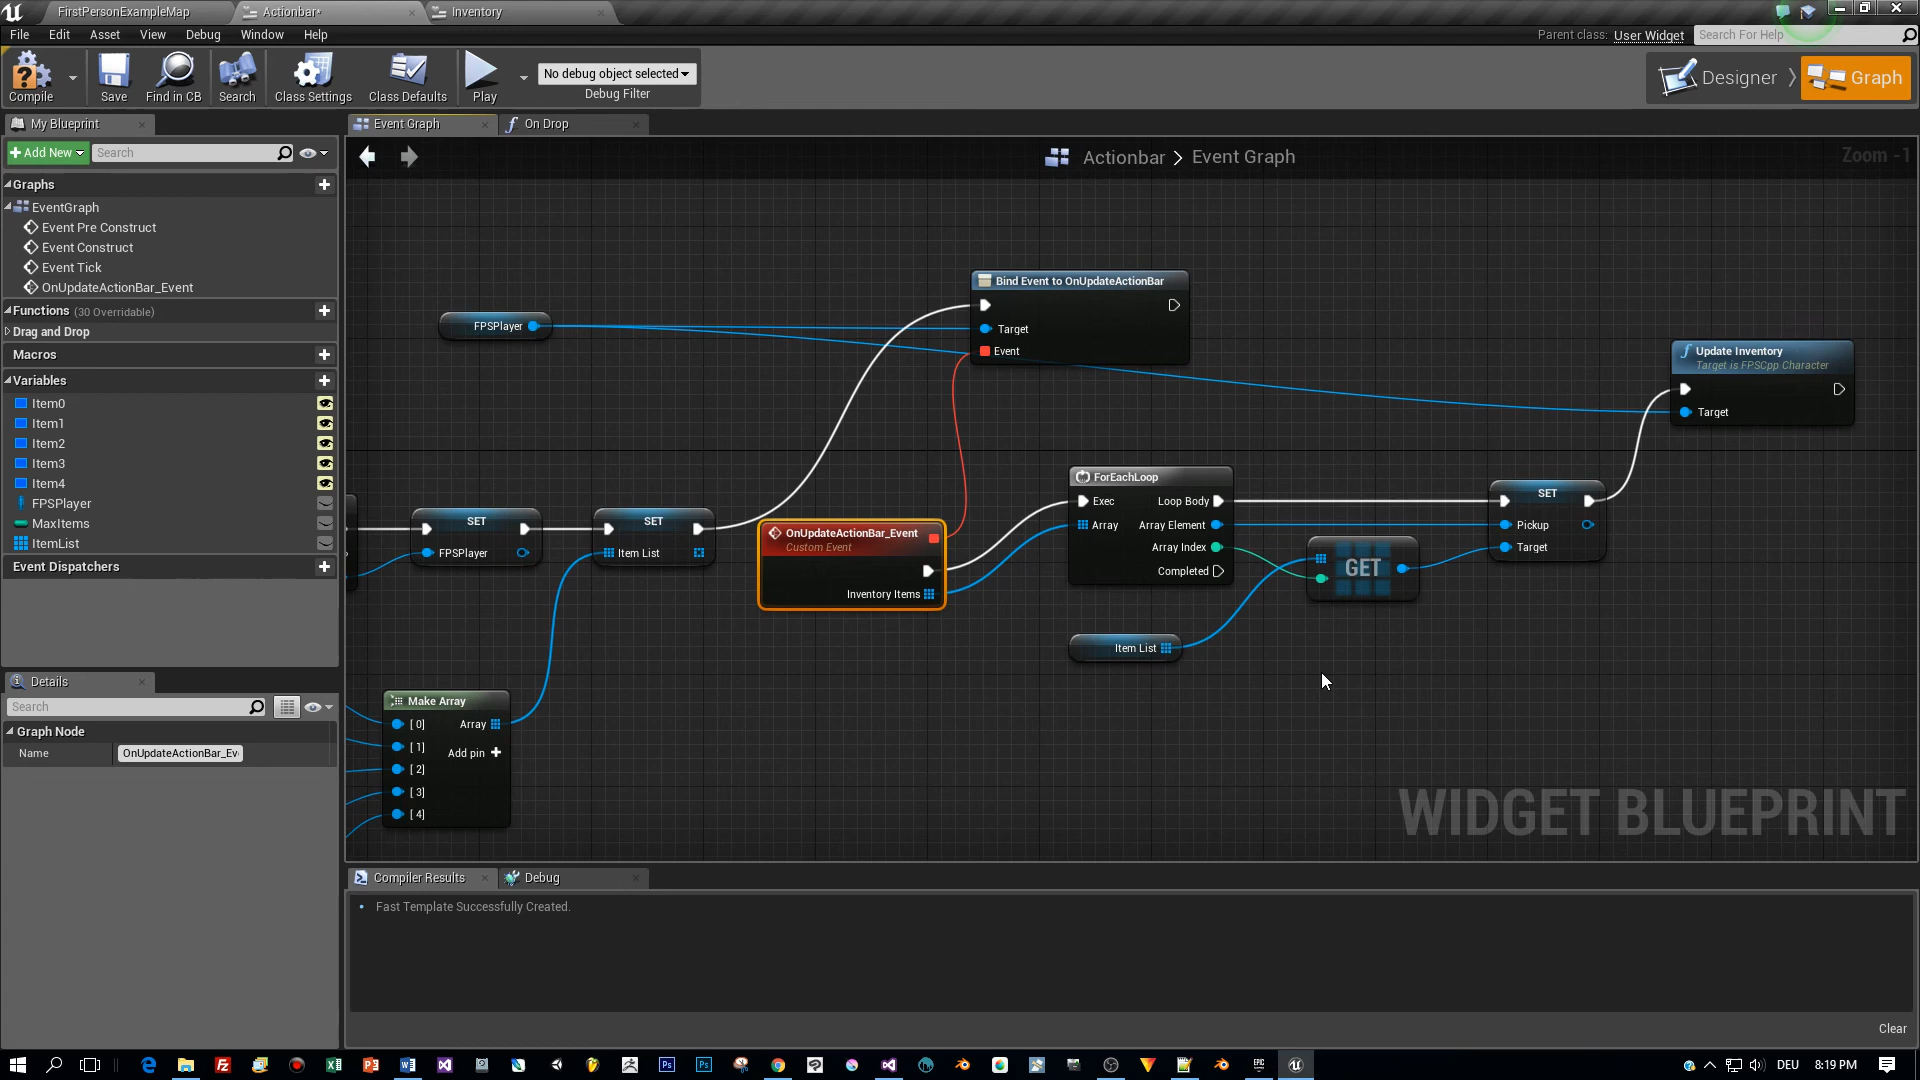 FirstPersonExampleMap
Actionbar*
Inventory
File Edit Asset View Debug Window Help
Parent class: User Widget
Search For Help
Compile
Save
Find in CB
Search
Class Settings
Class Defaults
Play
No debug object selected
Debug Filter
Designer
Graph
My Blueprint
Event Graph
On Drop
Add New
Search
Actionbar > Event Graph
Zoom -1
Graphs
EventGraph
Event Pre Construct
Event Construct
Event Tick
OnUpdateActionBar_Event
Functions (30 Overridable)
Drag and Drop
Macros
Variables
Item0
Item1
Item2
Item3
Item4
FPSPlayer
MaxItems
ItemList
Event Dispatchers
Details
Search
Graph Node
Name OnUpdateActionBar_Ev
FPSPlayer
Bind Event to OnUpdateActionBar
Target
Event
Update Inventory
Target is FPSCpp Character
Target
SET
FPSPlayer
SET
Item List
OnUpdateActionBar_Event
Custom Event
Inventory Items
ForEachLoop
Exec Loop Body
Array Array Element
Array Index
Completed
GET
SET
Pickup
Target
Item List
Make Array
[0] Array
[1] Add pin
[2]
[3]
[4]
WIDGET BLUEPRINT
Compiler Results
Debug
Fast Template Successfully Created.
Clear
DEU 8:19 PM